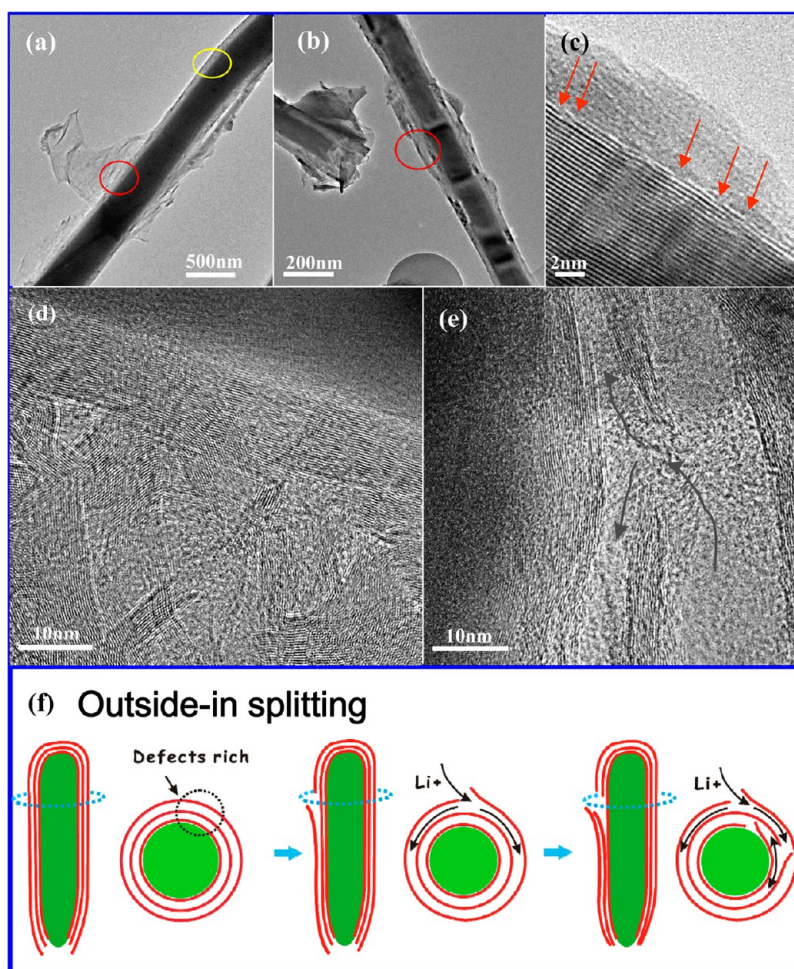 (a)
500nm
(b)
200nm
(c)
2nm
(d)
10nm
(e)
10nm
(f) Outside-in splitting
Defects rich
Li+
Li+